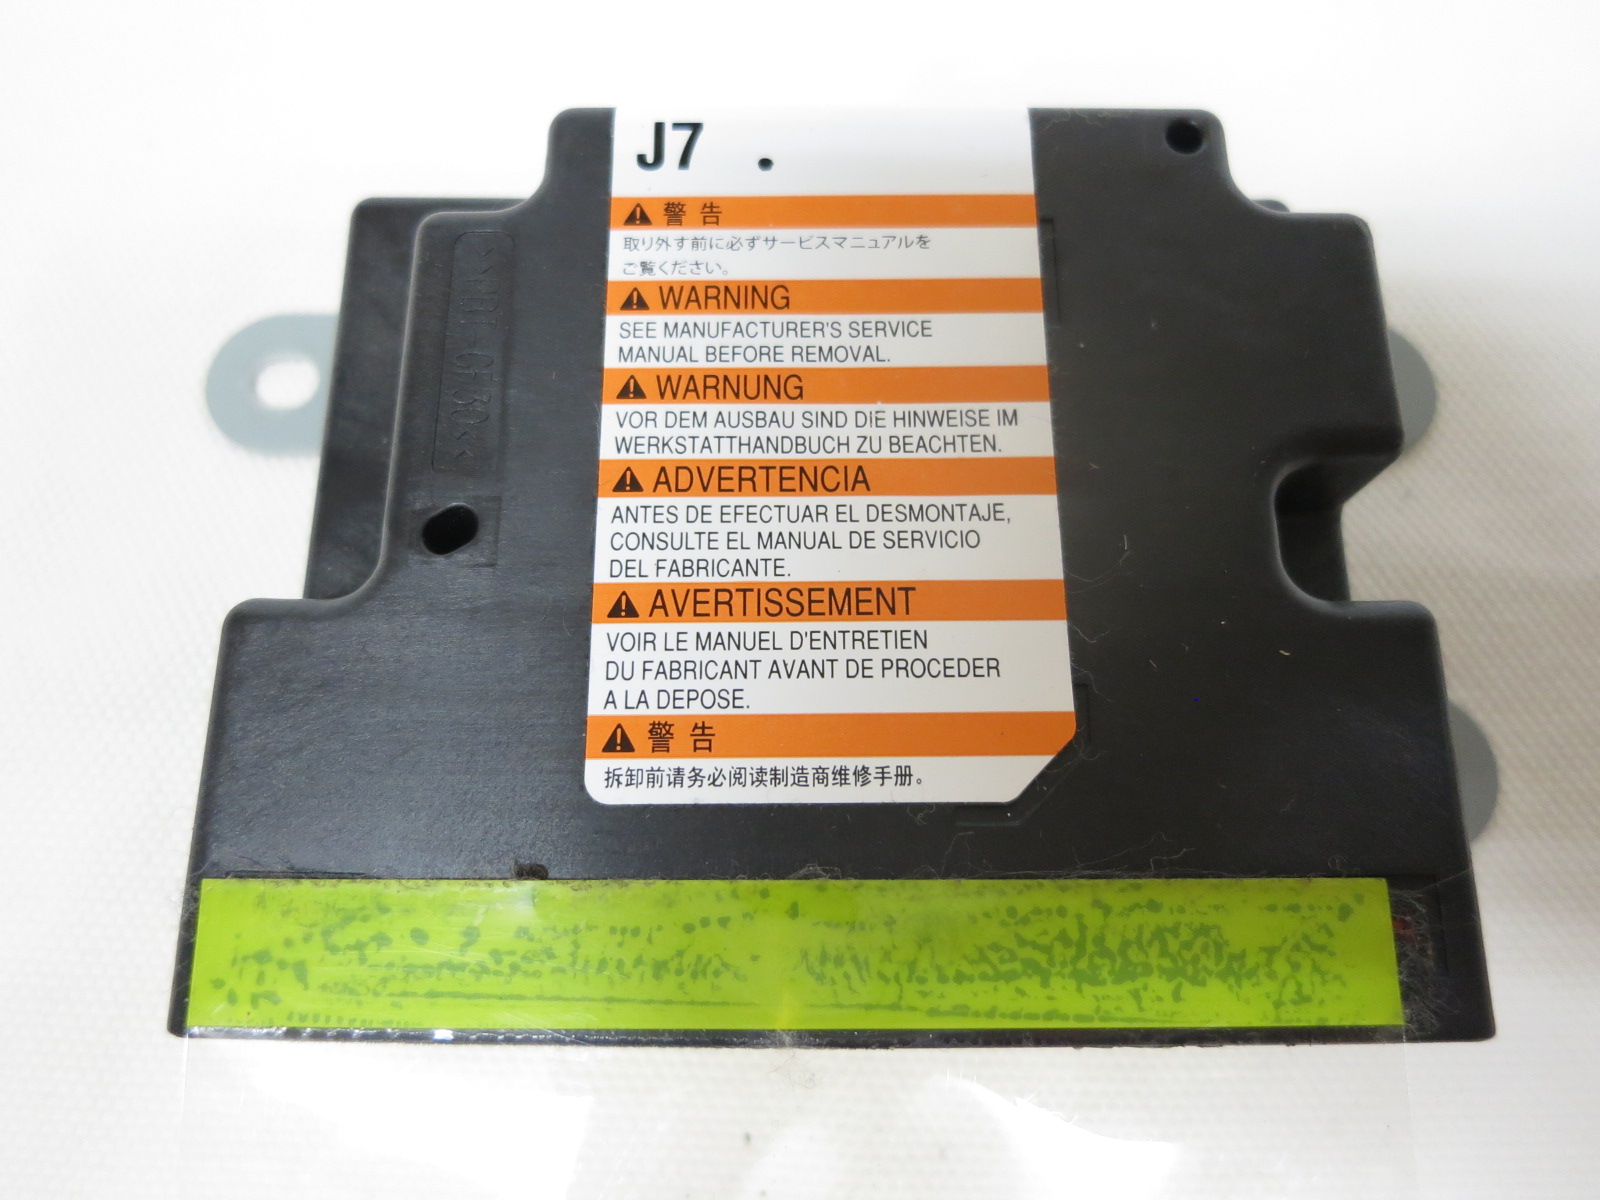 J7 .
警告
取り外す前に必ずサービスマニュアルを
ご覧ください。
WARNING
SEE MANUFACTURER'S SERVICE
MANUAL BEFORE REMOVAL.
WARNUNG
VOR DEM AUSBAU SIND DIE HINWEISE IM
WERKSTATTHANDBUCH ZU BEACHTEN.
ADVERTENCIA
ANTES DE EFECTUAR EL DESMONTAJE,
CONSULTE EL MANUAL DE SERVICIO
DEL FABRICANTE.
AVERTISSEMENT
VOIR LE MANUEL D'ENTRETIEN
DU FABRICANT AVANT DE PROCEDER
A LA DEPOSE.
警告
拆卸前请务必阅读制造商维修手册。